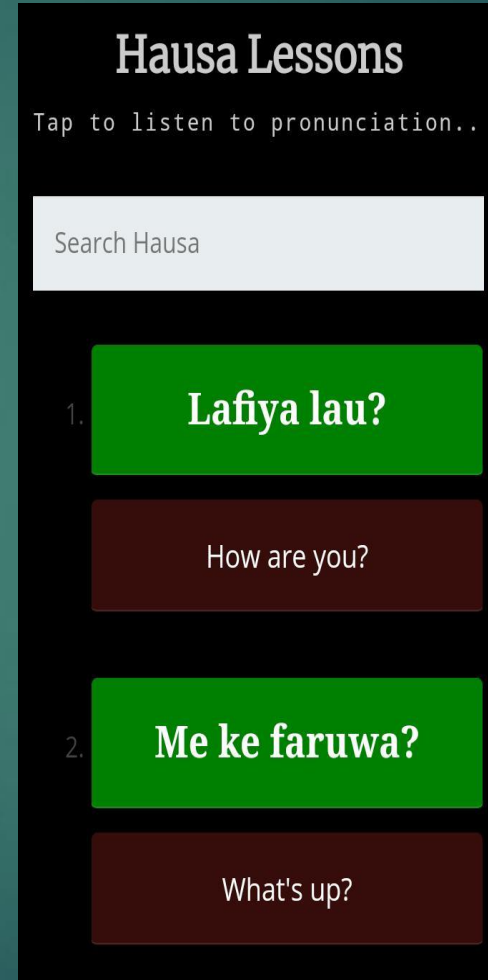 Hausa Lessons
Tap to listen to pronunciation..
Search Hausa
1. Lafiya lau?
How are you?
2. Me ke faruwa?
What's up?